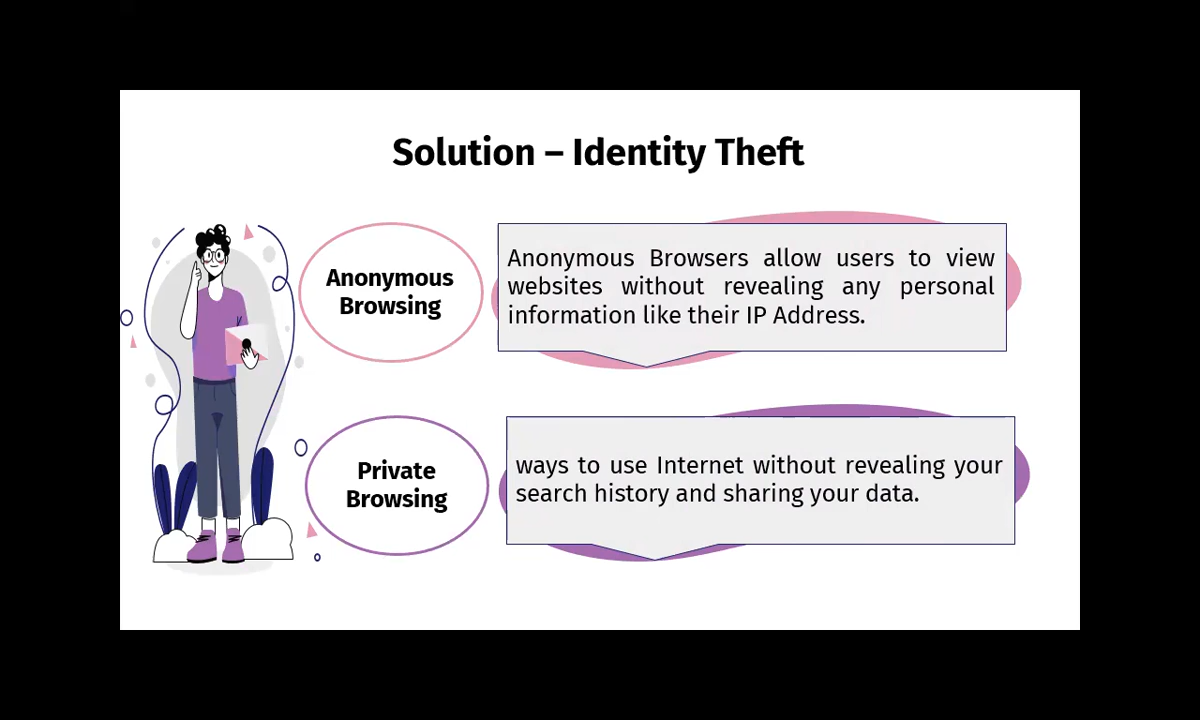 Solution – Identity Theft
Anonymous
Browsing
Anonymous Browsers allow users to view
websites without revealing any personal
information like their IP Address.
Private
Browsing
ways to use Internet without revealing your
search history and sharing your data.